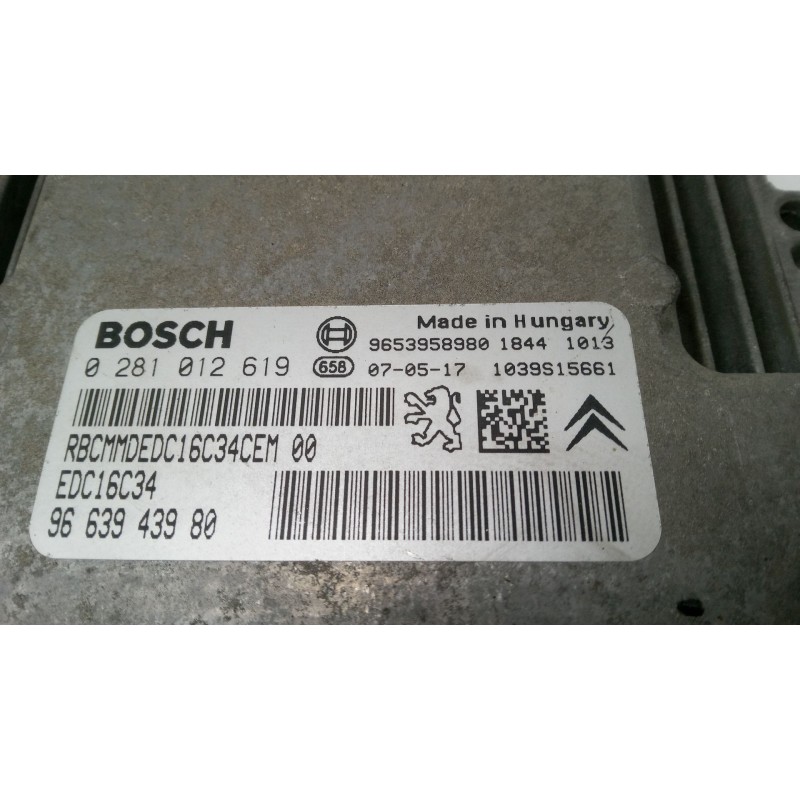 BOSCH
Made in Hungary
9653958980 1844 1013
0 281 012 619 658 07-05-17 1039S15661
RBCMMDEDC16C34CEM 00
EDC16C34
96 639 439 80